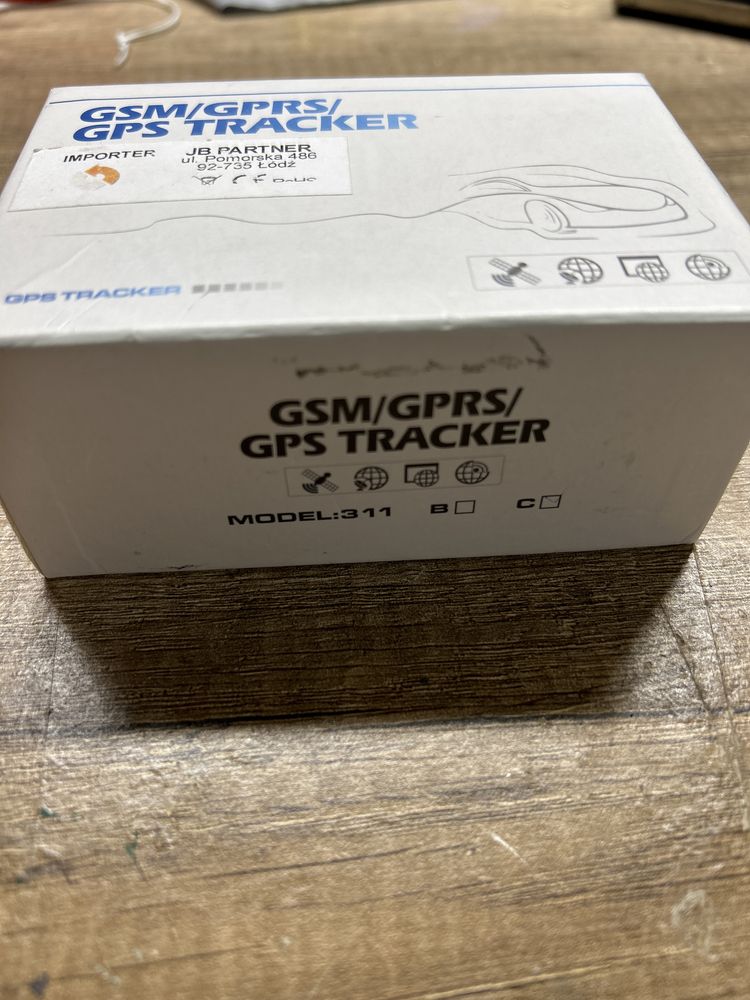 GSM/GPRS/
GPS TRACKER
IMPORTER
JB PARTNER
ul. Pomorska 486
92-735 Łódź
GPS TRACKER
GSM/GPRS/
GPS TRACKER
MODEL:311 B C